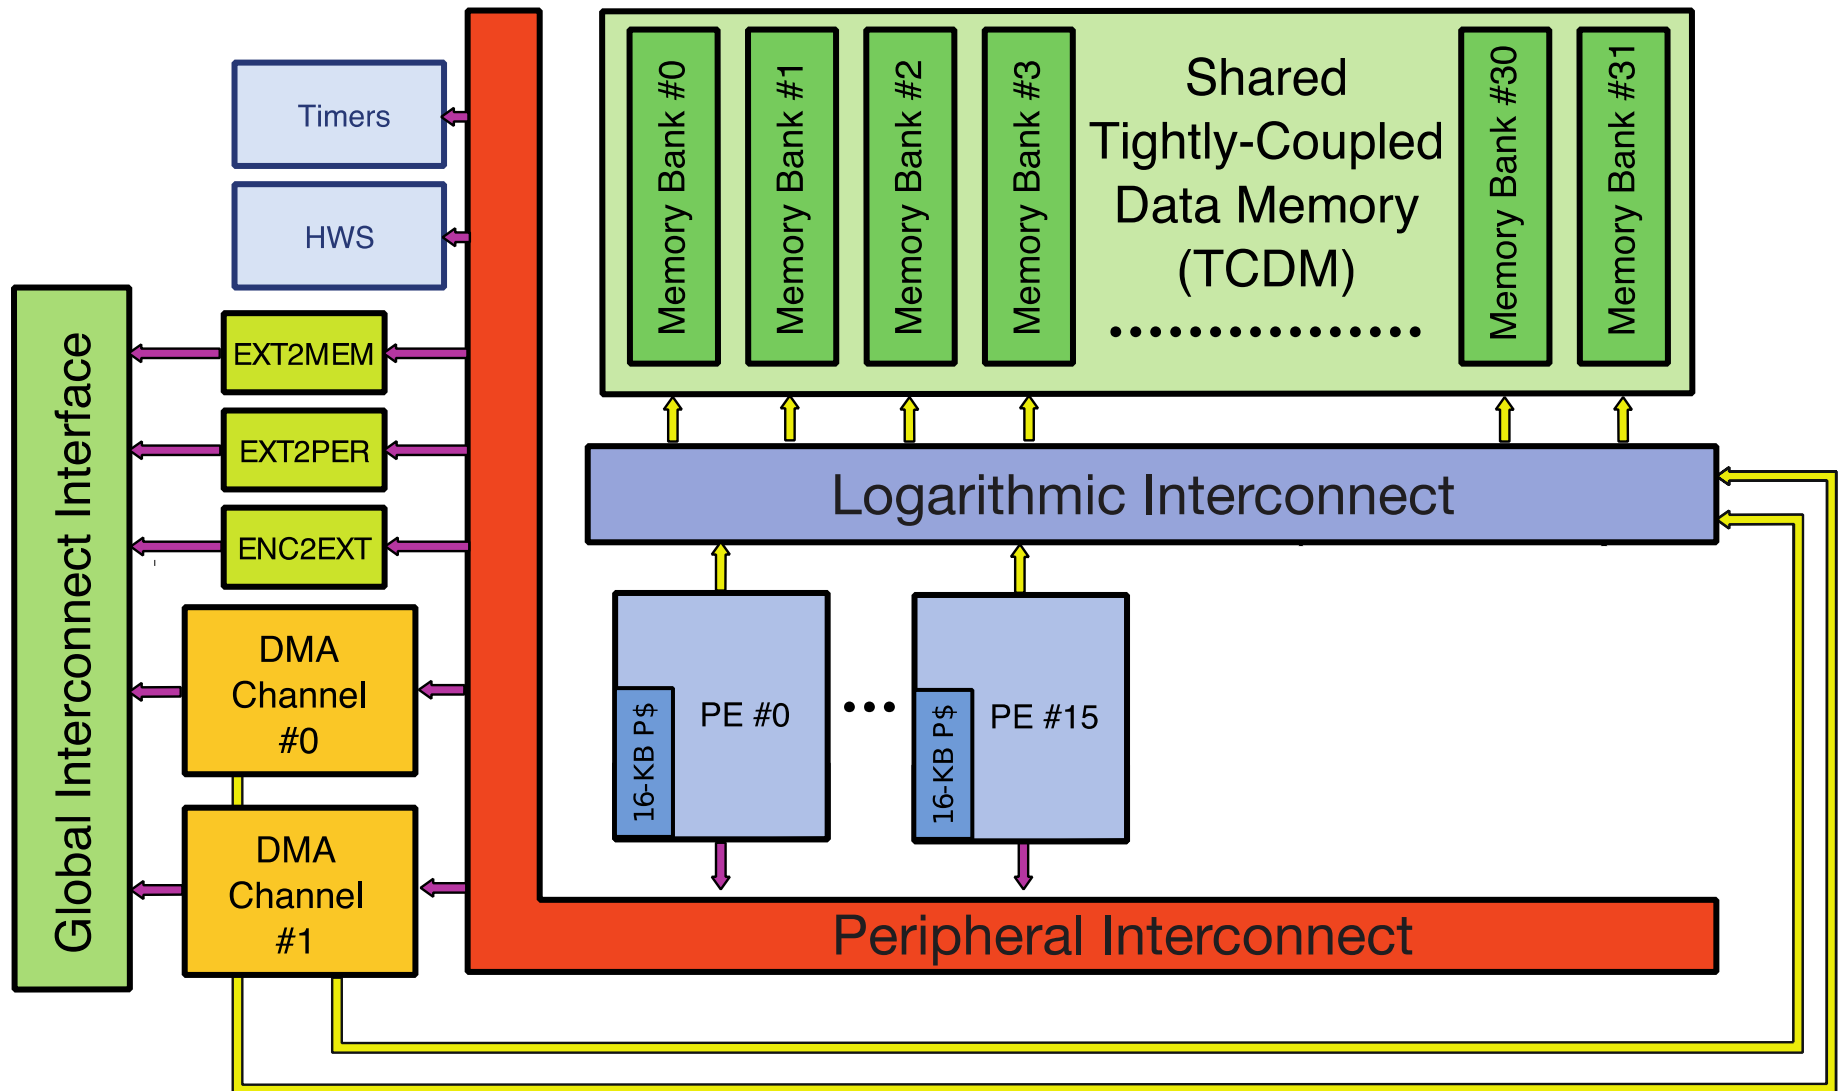 Timers
HWS
Global Interconnect Interface
EXT2MEM
EXT2PER
ENC2EXT
DMA
Channel
#0
DMA
Channel
#1
Memory Bank #0
Memory Bank #1
Memory Bank #2
Memory Bank #3
Shared
Tightly-Coupled
Data Memory
(TCDM)
Memory Bank #30
Memory Bank #31
Logarithmic Interconnect
16-KB P$
PE #0
16-KB P$
PE #15
Peripheral Interconnect